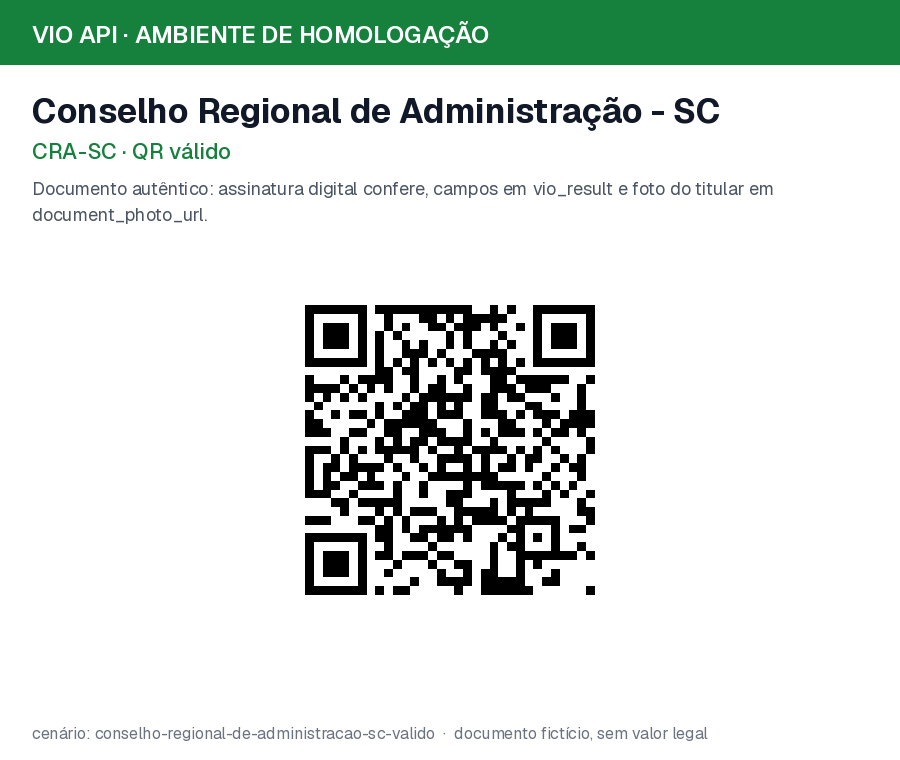 VIO API · AMBIENTE DE HOMOLOGAÇÃO
Conselho Regional de Administração - SC
CRA-SC · QR válido
Documento autêntico: assinatura digital confere, campos em vio_result e foto do titular em
document_photo_url.
cenário: conselho-regional-de-administracao-sc-valido · documento fictício, sem valor legal